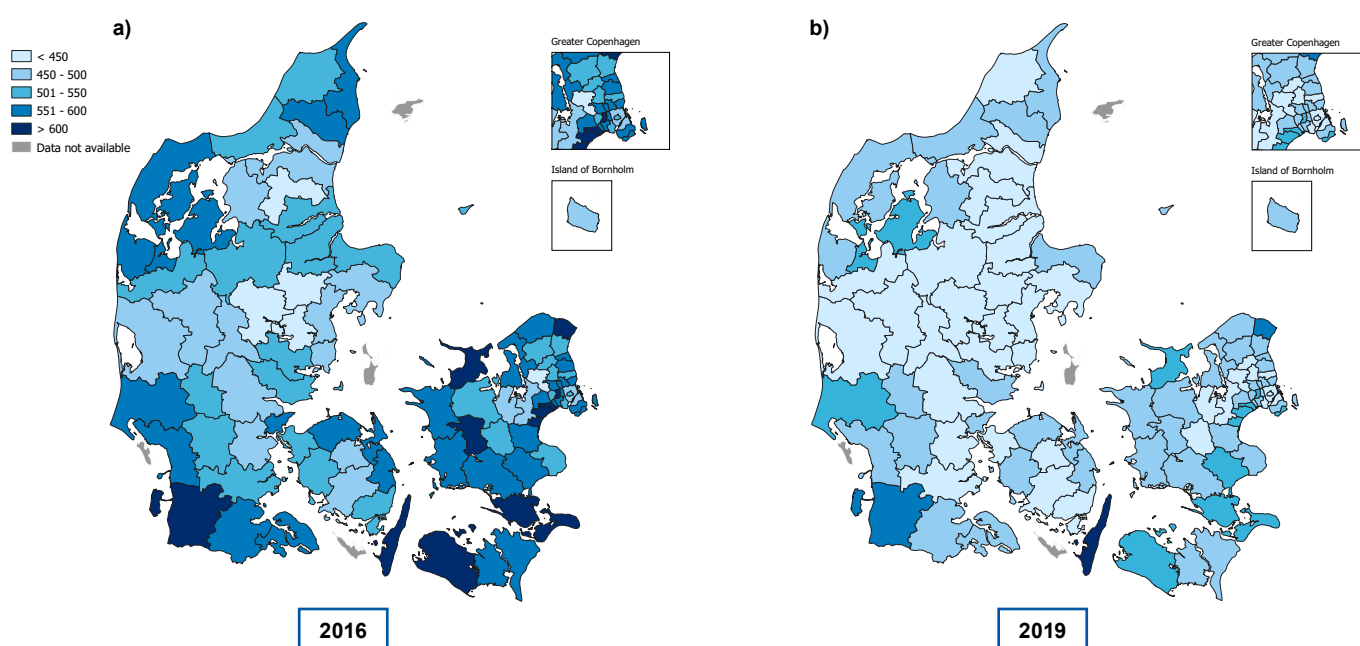 a)
< 450
450 - 500
501 - 550
551 - 600
> 600
Data not available
Greater Copenhagen
Island of Bornholm
2016
b)
Greater Copenhagen
Island of Bornholm
2019